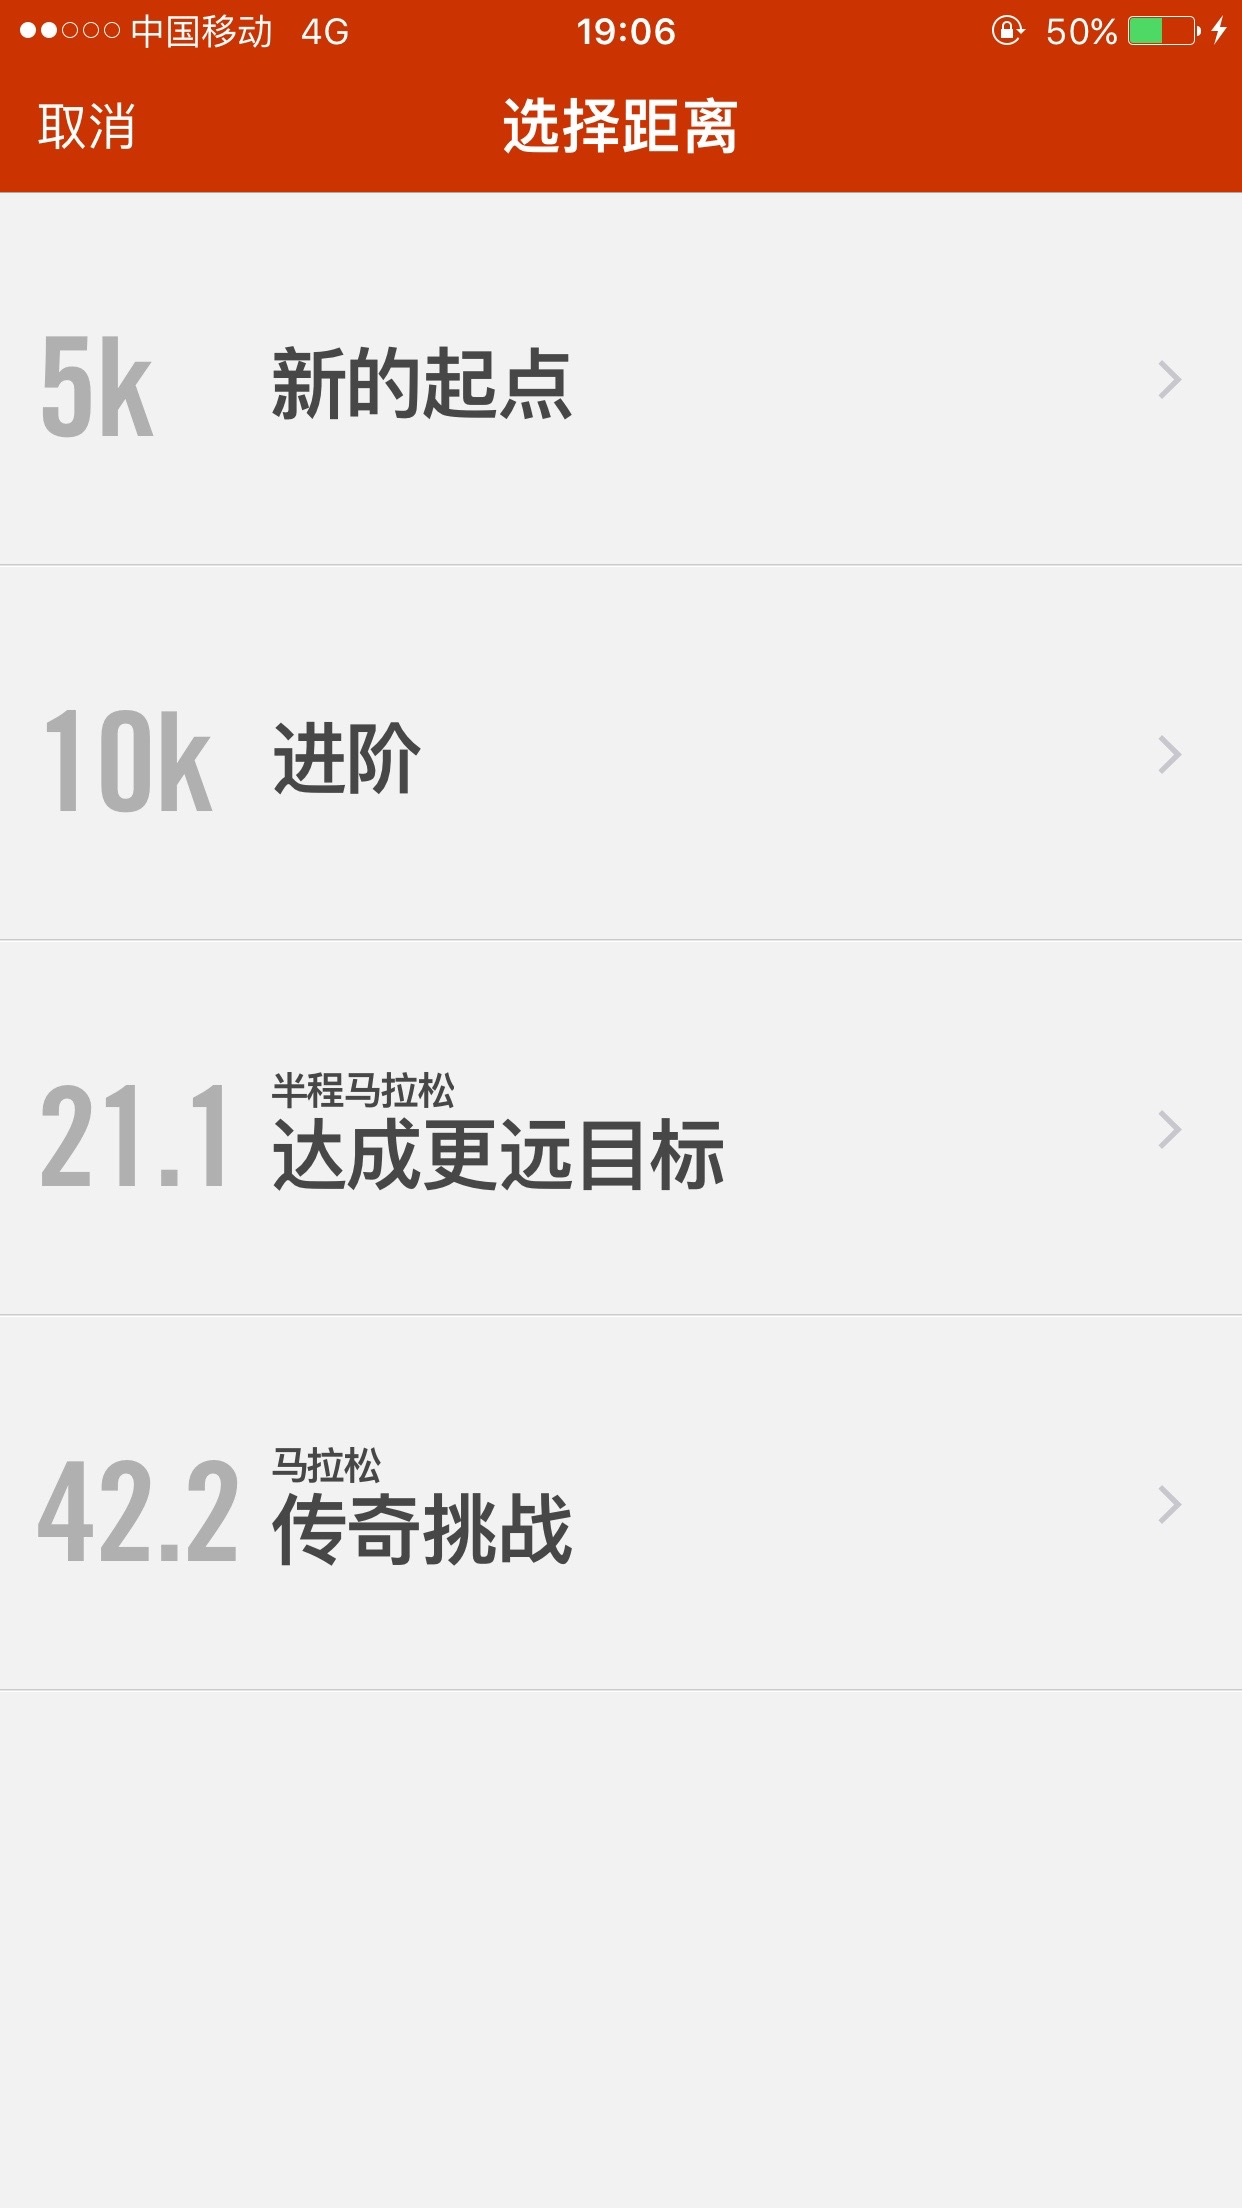 中国移动 4G 19:06 50%
取消 选择距离
5k 新的起点
10k 进阶
21.1 半程马拉松
达成更远目标
42.2 马拉松
传奇挑战